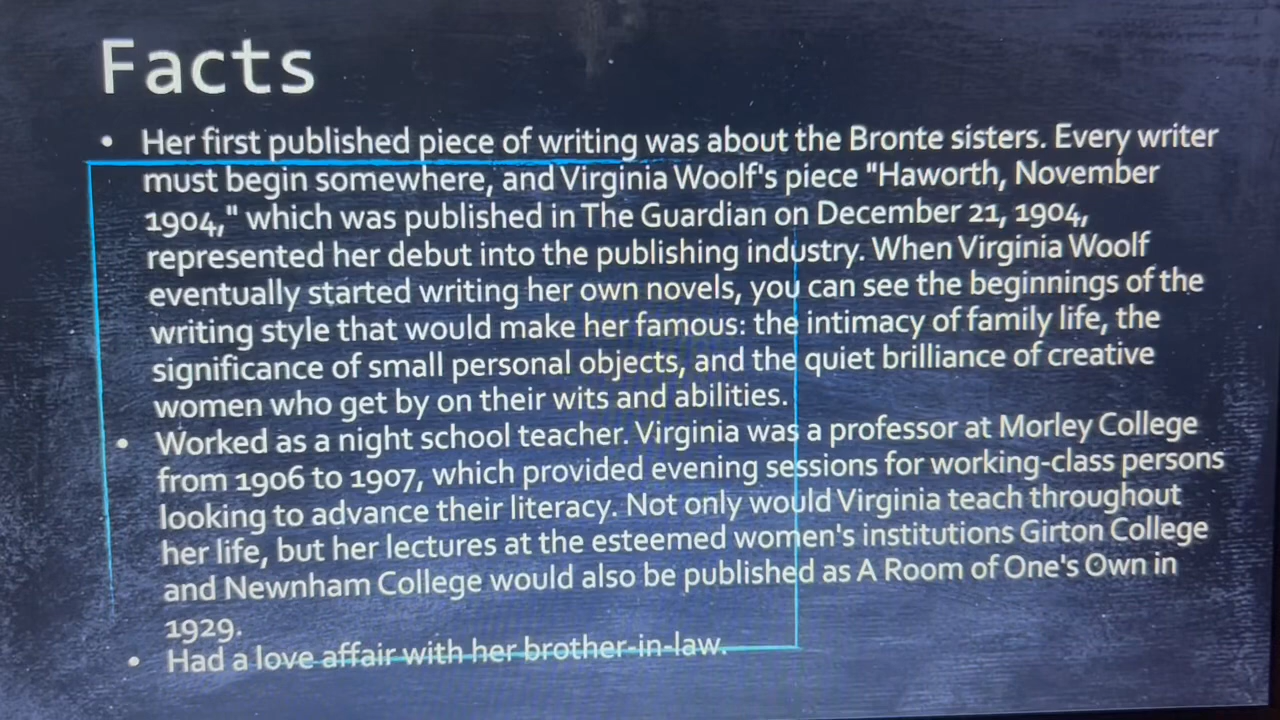 Facts
• Her first published piece of writing was about the Bronte sisters. Every writer
must begin somewhere, and Virginia Woolf's piece "Haworth, November
1904," which was published in The Guardian on December 21, 1904,
represented her debut into the publishing industry. When Virginia Woolf
eventually started writing her own novels, you can see the beginnings of the
writing style that would make her famous: the intimacy of family life, the
significance of small personal objects, and the quiet brilliance of creative
women who get by on their wits and abilities.
• Worked as a night school teacher. Virginia was a professor at Morley College
from 1906 to 1907, which provided evening sessions for working-class persons
looking to advance their literacy. Not only would Virginia teach throughout
her life, but her lectures at the esteemed women's institutions Girton College
and Newnham College would also be published as A Room of One's Own in
1929.
• Had a love affair with her brother-in-law.